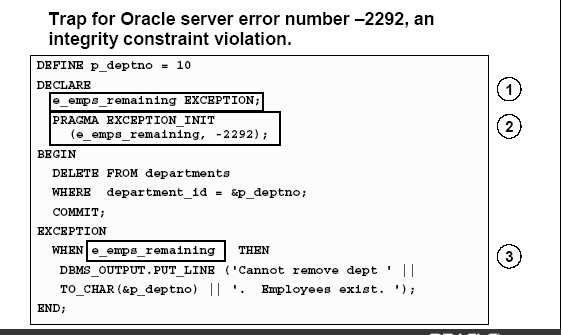 Trap for Oracle server error number –2292, an
integrity constraint violation.
DEFINE p_deptno = 10
DECLARE
e_emps_remaining EXCEPTION;
1
PRAGMA EXCEPTION_INIT
2
(e_emps_remaining, -2292);
BEGIN
DELETE FROM departments
WHERE department_id = &p_deptno;
COMMIT;
EXCEPTION
WHEN e_emps_remaining THEN
3
DBMS_OUTPUT.PUT_LINE ('Cannot remove dept ' ||
TO_CHAR(&p_deptno) || '. Employees exist. ');
END;